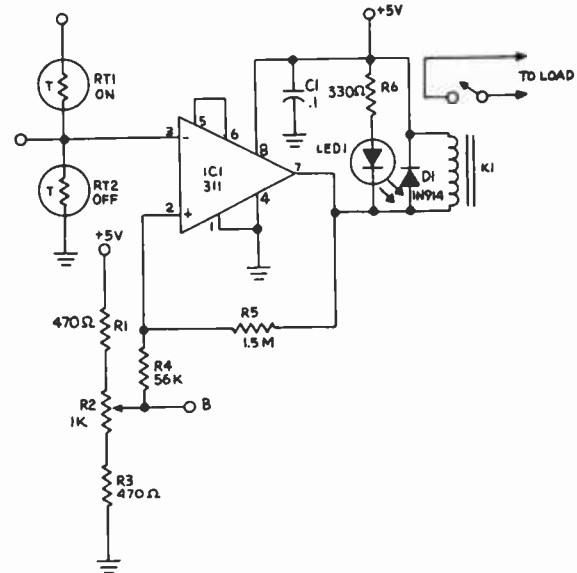 +5V
T
RT1
ON
T
RT2
OFF
3
-
5
6
IC1
311
8
7
4
2
+
1
C1
.1
330Ω
R6
LED1
D1
1N914
K1
TO LOAD
+5V
470Ω
R1
R5
1.5M
R4
56K
R2
1K
B
R3
470Ω